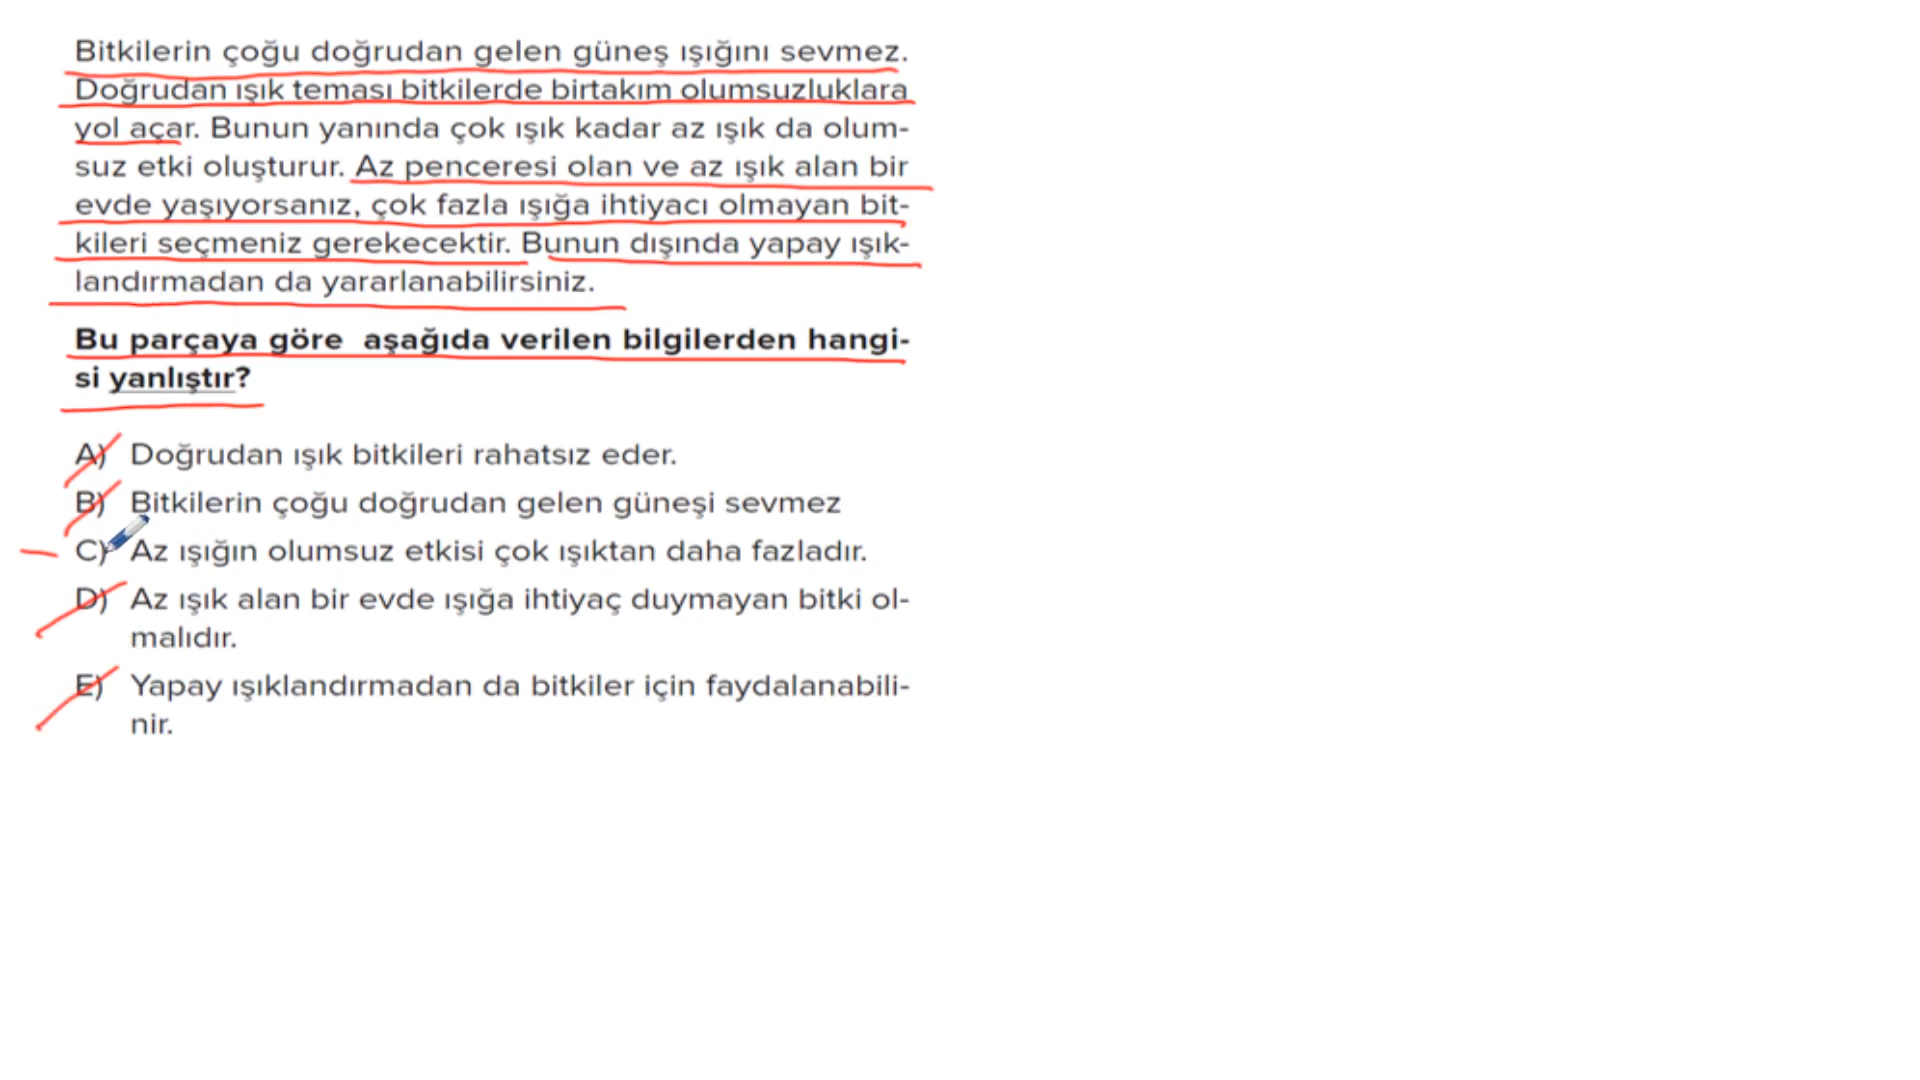 Bitkilerin çoğu doğrudan gelen güneş ışığını sevmez.
Doğrudan ışık teması bitkilerde birtakım olumsuzluklara
yol açar. Bunun yanında çok ışık kadar az ışık da olum-
suz etki oluşturur. Az penceresi olan ve az ışık alan bir
evde yaşıyorsanız, çok fazla ışığa ihtiyacı olmayan bit-
kileri seçmeniz gerekecektir. Bunun dışında yapay ışık-
landırmadan da yararlanabilirsiniz.
Bu parçaya göre aşağıda verilen bilgilerden hangi-
si yanlıştır?
A) Doğrudan ışık bitkileri rahatsız eder.
B) Bitkilerin çoğu doğrudan gelen güneşi sevmez
C) Az ışığın olumsuz etkisi çok ışıktan daha fazladır.
D) Az ışık alan bir evde ışığa ihtiyaç duymayan bitki ol-
malıdır.
E) Yapay ışıklandırmadan da bitkiler için faydalanabili-
nir.